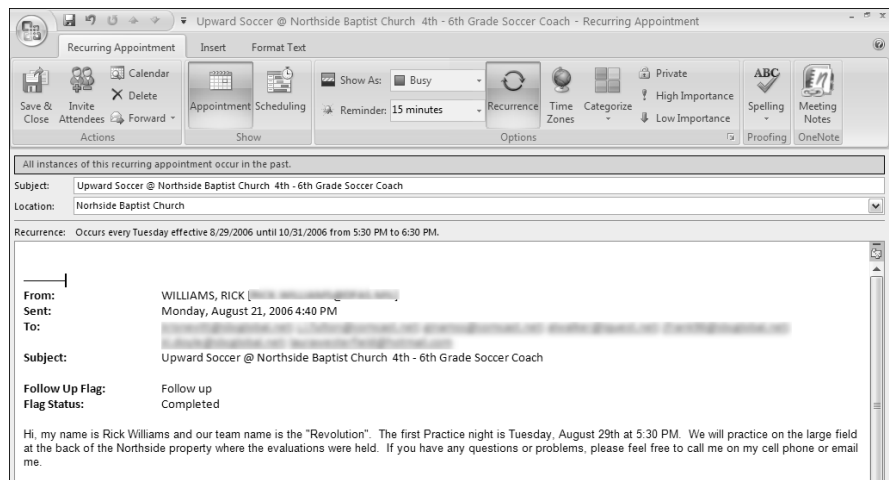 Upward Soccer @ Northside Baptist Church 4th - 6th Grade Soccer Coach - Recurring Appointment
Recurring Appointment Insert Format Text
Save & Close
Invite Attendees
Calendar
Delete
Forward
Actions
Appointment Scheduling
Show
Show As: Busy
Reminder: 15 minutes
Recurrence
Time Zones
Categorize
Private
High Importance
Low Importance
Options
ABC
Spelling
Proofing
Meeting Notes
OneNote
All instances of this recurring appointment occur in the past.
Subject: Upward Soccer @ Northside Baptist Church 4th - 6th Grade Soccer Coach
Location: Norhside Baptist Church
Recurrence: Occurs every Tuesday effective 8/29/2006 until 10/31/2006 from 5:30 PM to 6:30 PM.
From: WILLIAMS, RICK [
Sent: Monday, August 21, 2006 4:40 PM
To:
Subject: Upward Soccer @ Northside Baptist Church 4th - 6th Grade Soccer Coach
Follow Up Flag: Follow up
Flag Status: Completed
Hi, my name is Rick Williams and our team name is the "Revolution". The first Practice night is Tuesday, August 29th at 5:30 PM. We will practice on the large field
at the back of the Northside property where the evaluations were held. If you have any questions or problems, please feel free to call me on my cell phone or email
me.